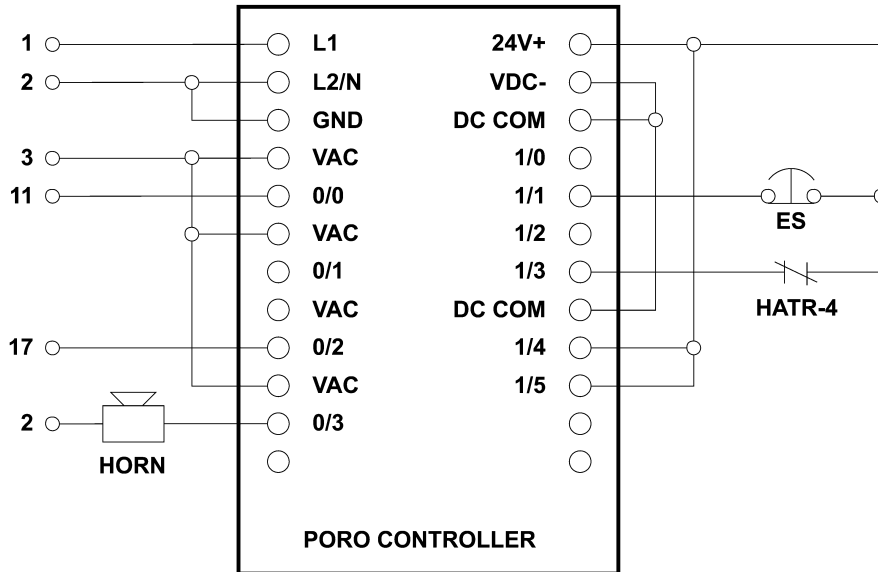 1 L1 24V+
2 L2/N VDC-
GND DC COM
3 VAC 1/0
11 0/0 1/1
ES
VAC 1/2
0/1 1/3
HATR-4
VAC DC COM
17 0/2 1/4
VAC 1/5
2 0/3
HORN
PORO CONTROLLER